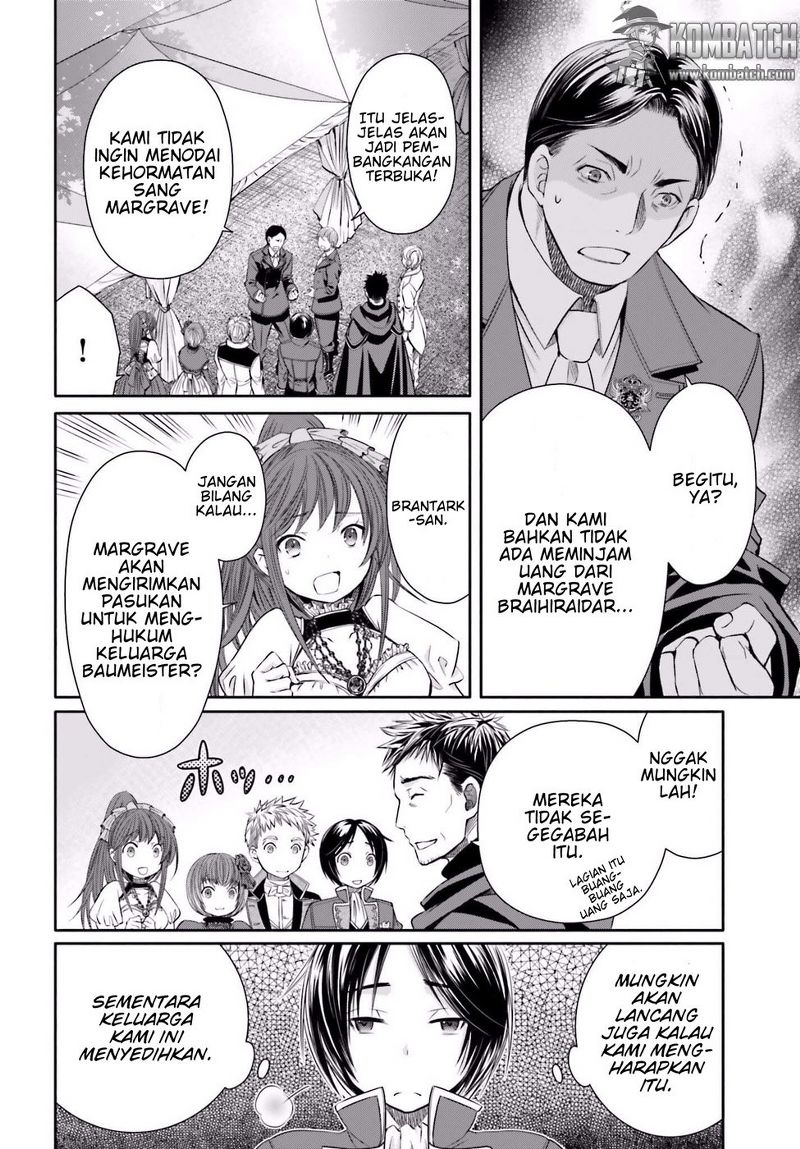 KOMBATCH
www.kombatch.com
BEGITU,
YA?
DAN KAMI
BAHKAN TIDAK
ADA MEMINJAM
UANG DARI
MARGRAVE
BRAIHIRAIDAR...
ITU JELAS-
JELAS AKAN
JADI PEM-
BANGKANGAN
TERBUKA!
KAMI TIDAK
INGIN MENODAI
KEHORMATAN
SANG
MARGRAVE!
!
BRANTARK
-SAN.
JANGAN
BILANG
KALAU...
MARGRAVE
AKAN
MENGIRIMKAN
PASUKAN
UNTUK MENG-
HUKUM
KELUARGA
BAUMEISTER?
NGGAK
MUNGKIN
LAH!
MEREKA
TIDAK SE-
GEGABAH
ITU.
LAGIAN ITU
BUANG-
BUANG
UANG SAJA.
ホッ...
MUNGKIN
AKAN
LANCANG
JUGA KALAU
KAMI MENG-
HARAPKAN
ITU.
SEMENTARA
KELUARGA
KAMI INI
MENYEDIHKAN.